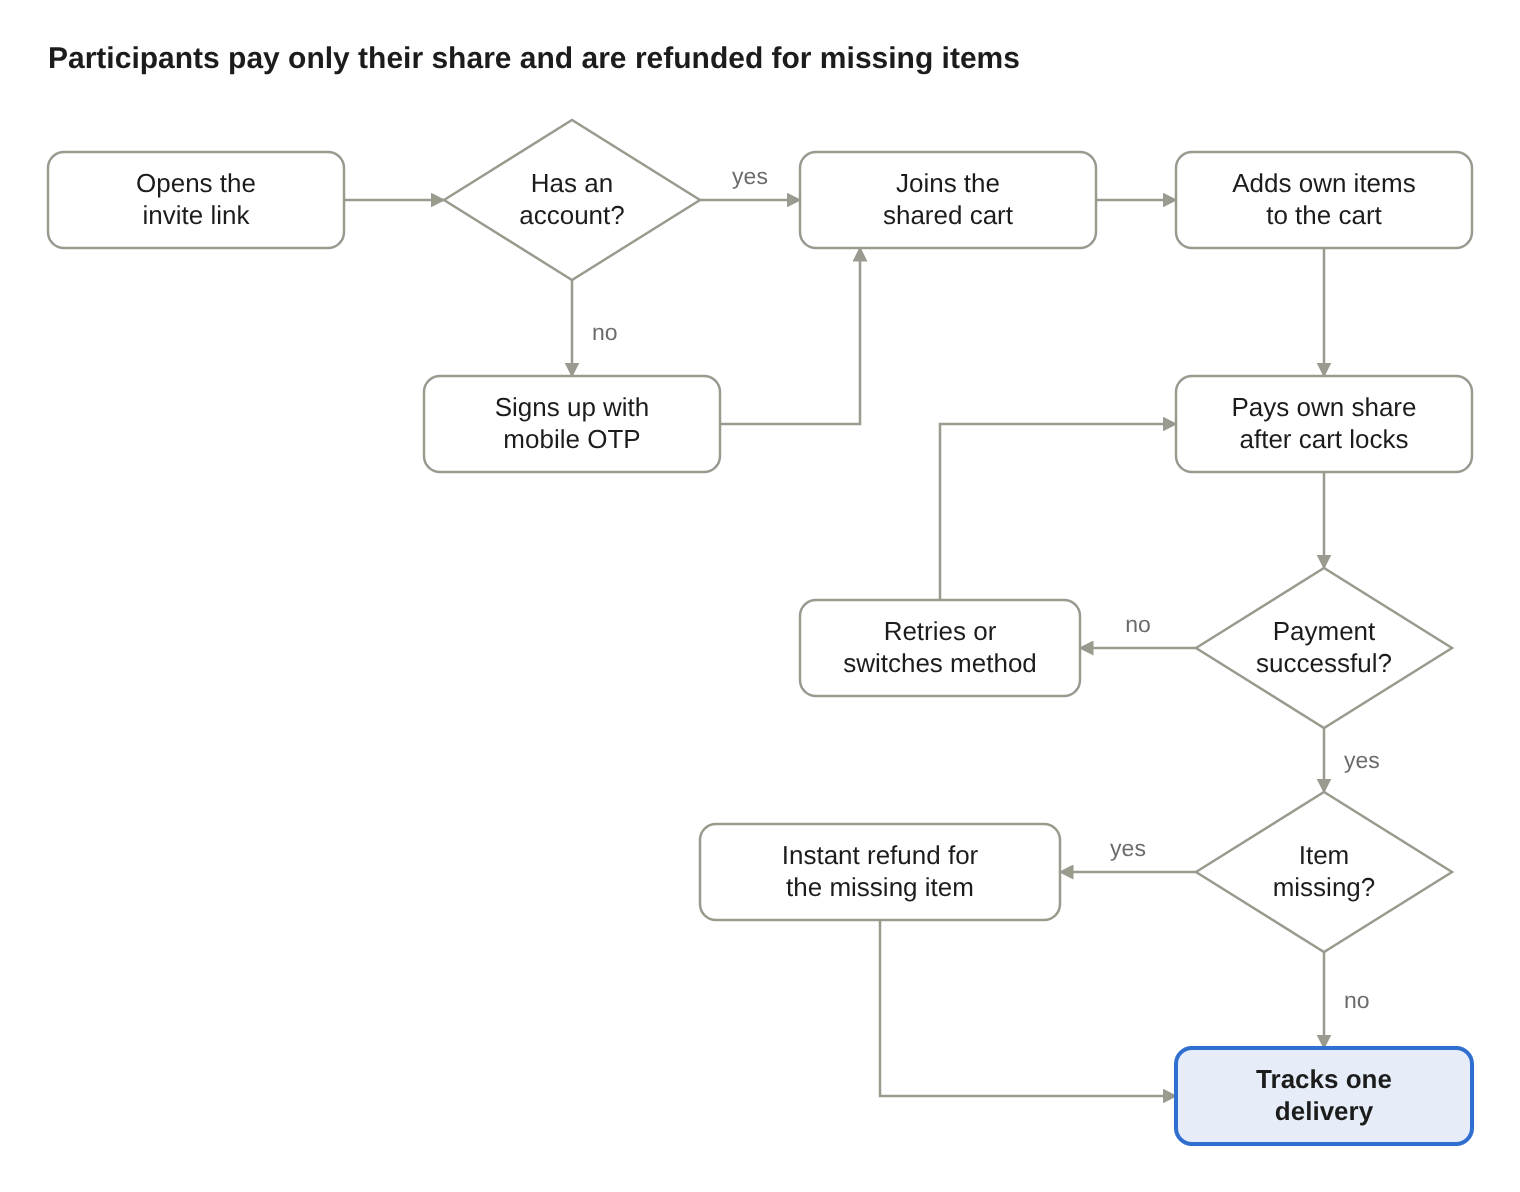 Participants pay only their share and are refunded for missing items
Opens the
invite link
Has an
account?
yes
Joins the
shared cart
Adds own items
to the cart
no
Signs up with
mobile OTP
Pays own share
after cart locks
Retries or
switches method
no
Payment
successful?
yes
Instant refund for
the missing item
yes
Item
missing?
no
Tracks one
delivery